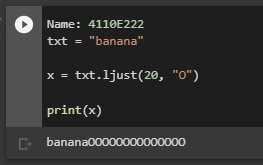 Name: 4110E222
txt = "banana"
x = txt.ljust(20, "O")
print(x)
bananaOOOOOOOOOOOOOO